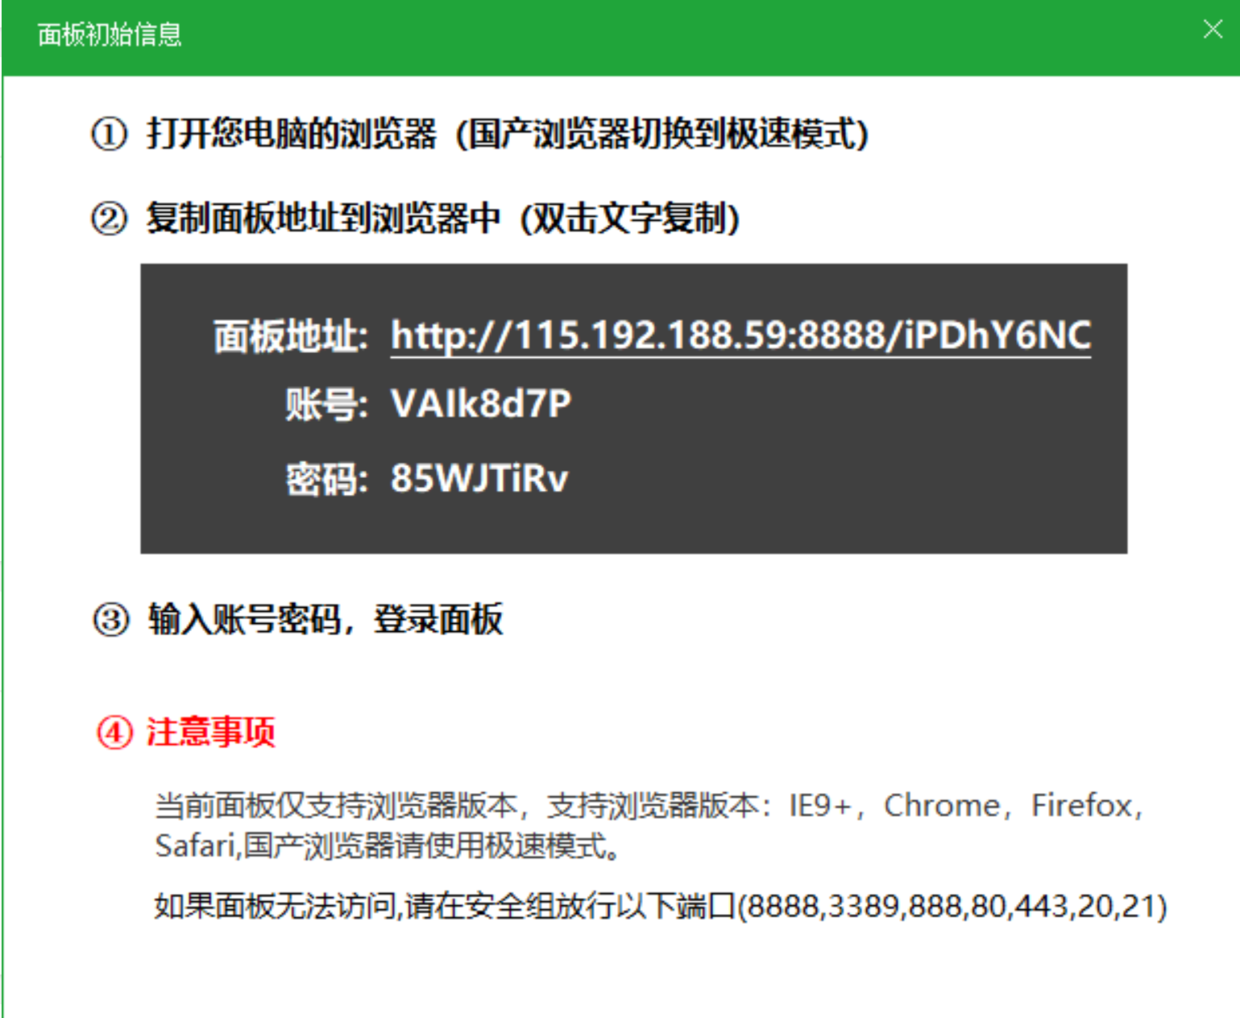 面板初始信息
① 打开您电脑的浏览器（国产浏览器切换到极速模式）
② 复制面板地址到浏览器中（双击文字复制）
面板地址: http://115.192.188.59:8888/iPDhY6NC
账号: VAIk8d7P
密码: 85WJTiRv
③ 输入账号密码，登录面板
④ 注意事项
当前面板仅支持浏览器版本，支持浏览器版本：IE9+，Chrome，Firefox，
Safari,国产浏览器请使用极速模式。
如果面板无法访问,请在安全组放行以下端口(8888,3389,888,80,443,20,21)